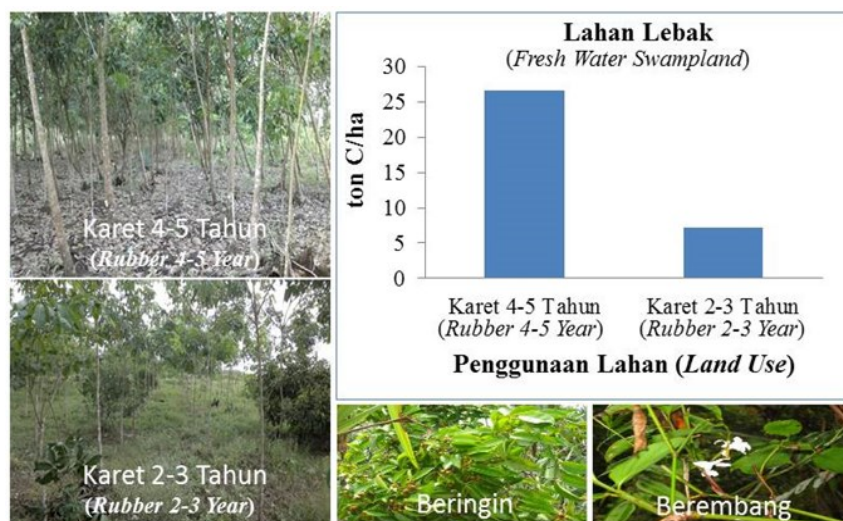 Karet 4-5 Tahun
(Rubber 4-5 Year)
Karet 2-3 Tahun
(Rubber 2-3 Year)
Lahan Lebak
(Fresh Water Swampland)
ton C/ha
30
25
20
15
10
5
0
Karet 4-5 Tahun
(Rubber 4-5 Year)
Karet 2-3 Tahun
(Rubber 2-3 Year)
Penggunaan Lahan (Land Use)
Beringin
Berembang